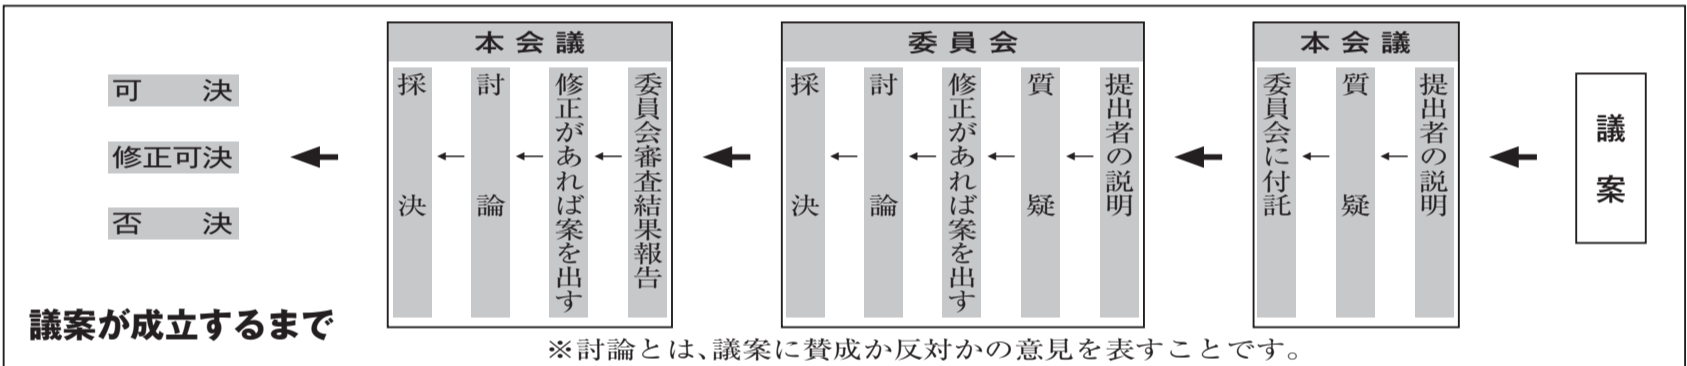 議案
本会議
提出者の説明
質疑
委員会に付託
委員会
提出者の説明
質疑
修正があれば案を出す
討論
採決
本会議
委員会審査結果報告
修正があれば案を出す
討論
採決
可決
修正可決
否決
議案が成立するまで
※討論とは、議案に賛成か反対かの意見を表すことです。